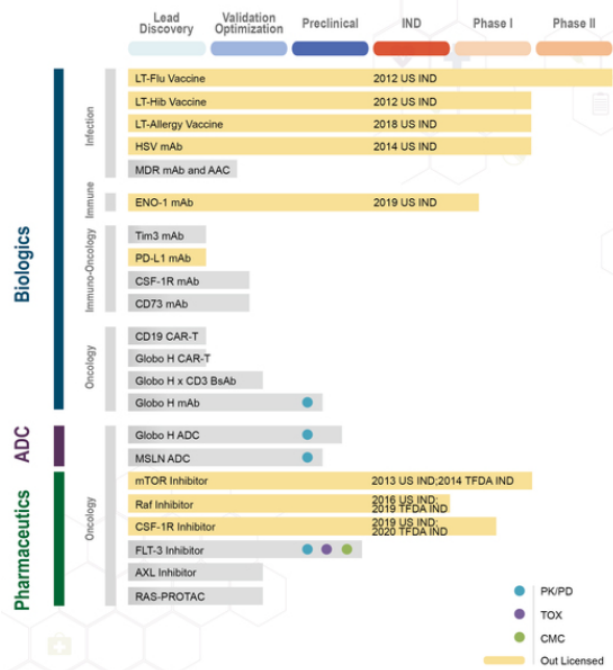 Lead Discovery
Validation Optimization
Preclinical
IND
Phase I
Phase II
Biologics
Infection
LT-Flu Vaccine 2012 US IND
LT-Hib Vaccine 2012 US IND
LT-Allergy Vaccine 2018 US IND
HSV mAb 2014 US IND
MDR mAb and AAC
Immune
ENO-1 mAb 2019 US IND
Immuno-Oncology
Tim3 mAb
PD-L1 mAb
CSF-1R mAb
CD73 mAb
Oncology
CD19 CAR-T
Globo H CAR-T
Globo H x CD3 BsAb
Globo H mAb
ADC
Globo H ADC
MSLN ADC
Pharmaceutics
Oncology
mTOR Inhibitor 2013 US IND;2014 TFDA IND
Raf Inhibitor 2016 US IND;
2019 TFDA IND
CSF-1R Inhibitor 2019 US IND;
2020 TFDA IND
FLT-3 Inhibitor
AXL Inhibitor
RAS-PROTAC
PK/PD
TOX
CMC
Out Licensed